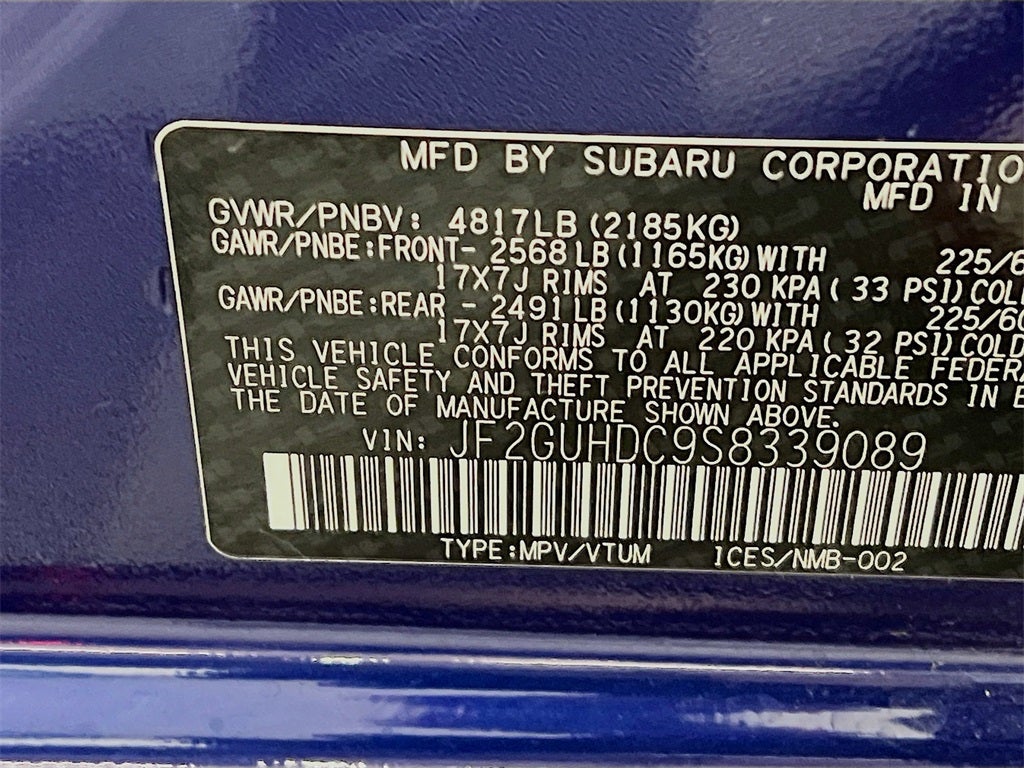 MFD BY SUBARU CORPORATIO
MFD IN
GVWR/PNBV: 4817LB (2185KG)
GAWR/PNBE:FRONT- 2568LB (1165KG)WITH 225/6
17X7J RIMS AT 230 KPA( 33 PSI)COL
GAWR/PNBE:REAR - 2491LB (1130KG)WITH 225/60
17X7J RIMS AT 220 KPA( 32 PSI)COLD
THIS VEHICLE CONFORMS TO ALL APPLICABLE FEDERA
VEHICLE SAFETY AND THEFT PREVENTION STANDARDS IN E
THE DATE OF MANUFACTURE SHOWN ABOVE.
VIN: JF2GUHDC9S8339089
TYPE:MPV/VTUM ICES/NMB-002